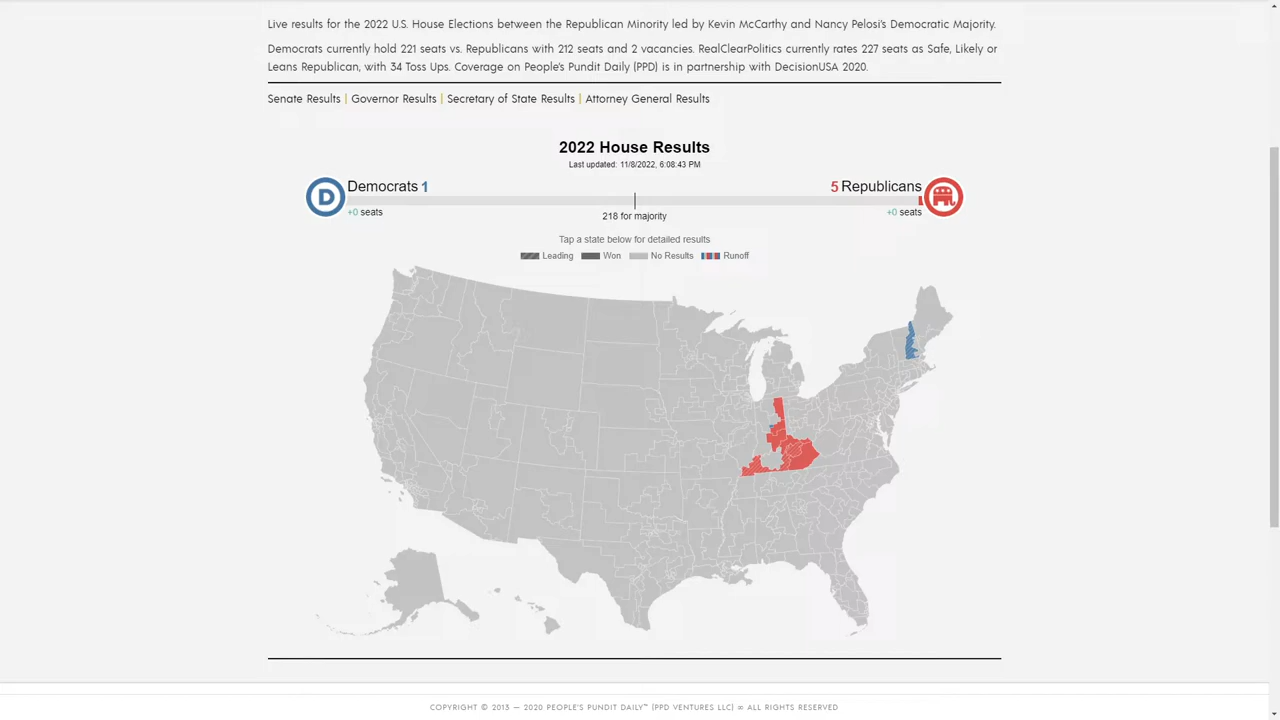 Live results for the 2022 U.S. House Elections between the Republican Minority led by Kevin McCarthy and Nancy Pelosi's Democratic Majority.
Democrats currently hold 221 seats vs. Republicans with 212 seats and 2 vacancies. RealClearPolitics currently rates 227 seats as Safe, Likely or
Leans Republican, with 34 Toss Ups. Coverage on People's Pundit Daily (PPD) is in partnership with DecisionUSA 2020.
Senate Results | Governor Results | Secretary of State Results | Attorney General Results
2022 House Results
Last updated: 11/8/2022, 6:08:43 PM
D Democrats 1
5 Republicans
+0 seats
218 for majority
+0 seats
Tap a state below for detailed results
Leading Won No Results Runoff
COPYRIGHT © 2013 — 2020 PEOPLE'S PUNDIT DAILY™ (PPD VENTURES LLC) ∞ ALL RIGHTS RESERVED